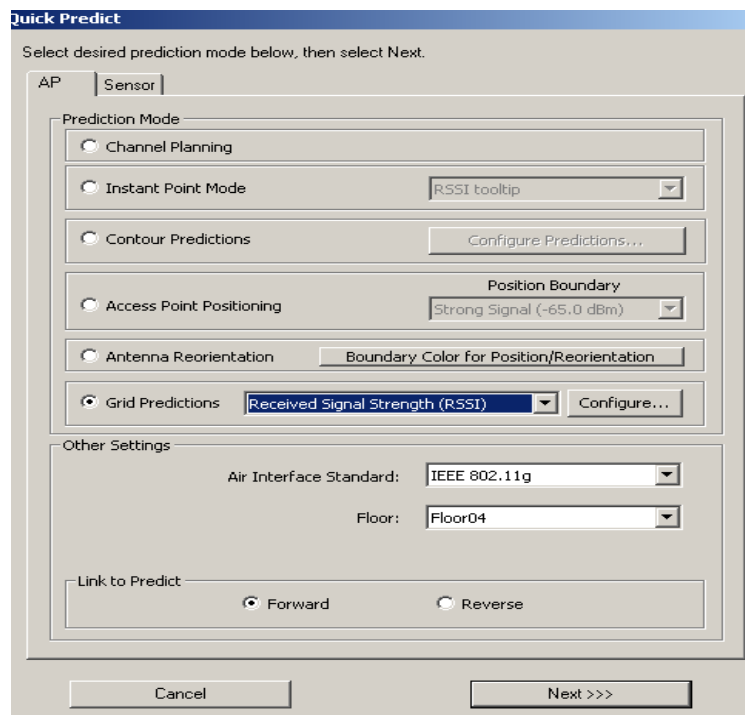 Quick Predict
Select desired prediction mode below, then select Next.
AP Sensor
Prediction Mode
Channel Planning
Instant Point Mode RSSI tooltip
Contour Predictions Configure Predictions...
Position Boundary
Access Point Positioning Strong Signal (-65.0 dBm)
Antenna Reorientation Boundary Color for Position/Reorientation
Grid Predictions Received Signal Strength (RSSI) Configure...
Other Settings
Air Interface Standard: IEEE 802.11g
Floor: Floor04
Link to Predict
Forward Reverse
Cancel Next >>>